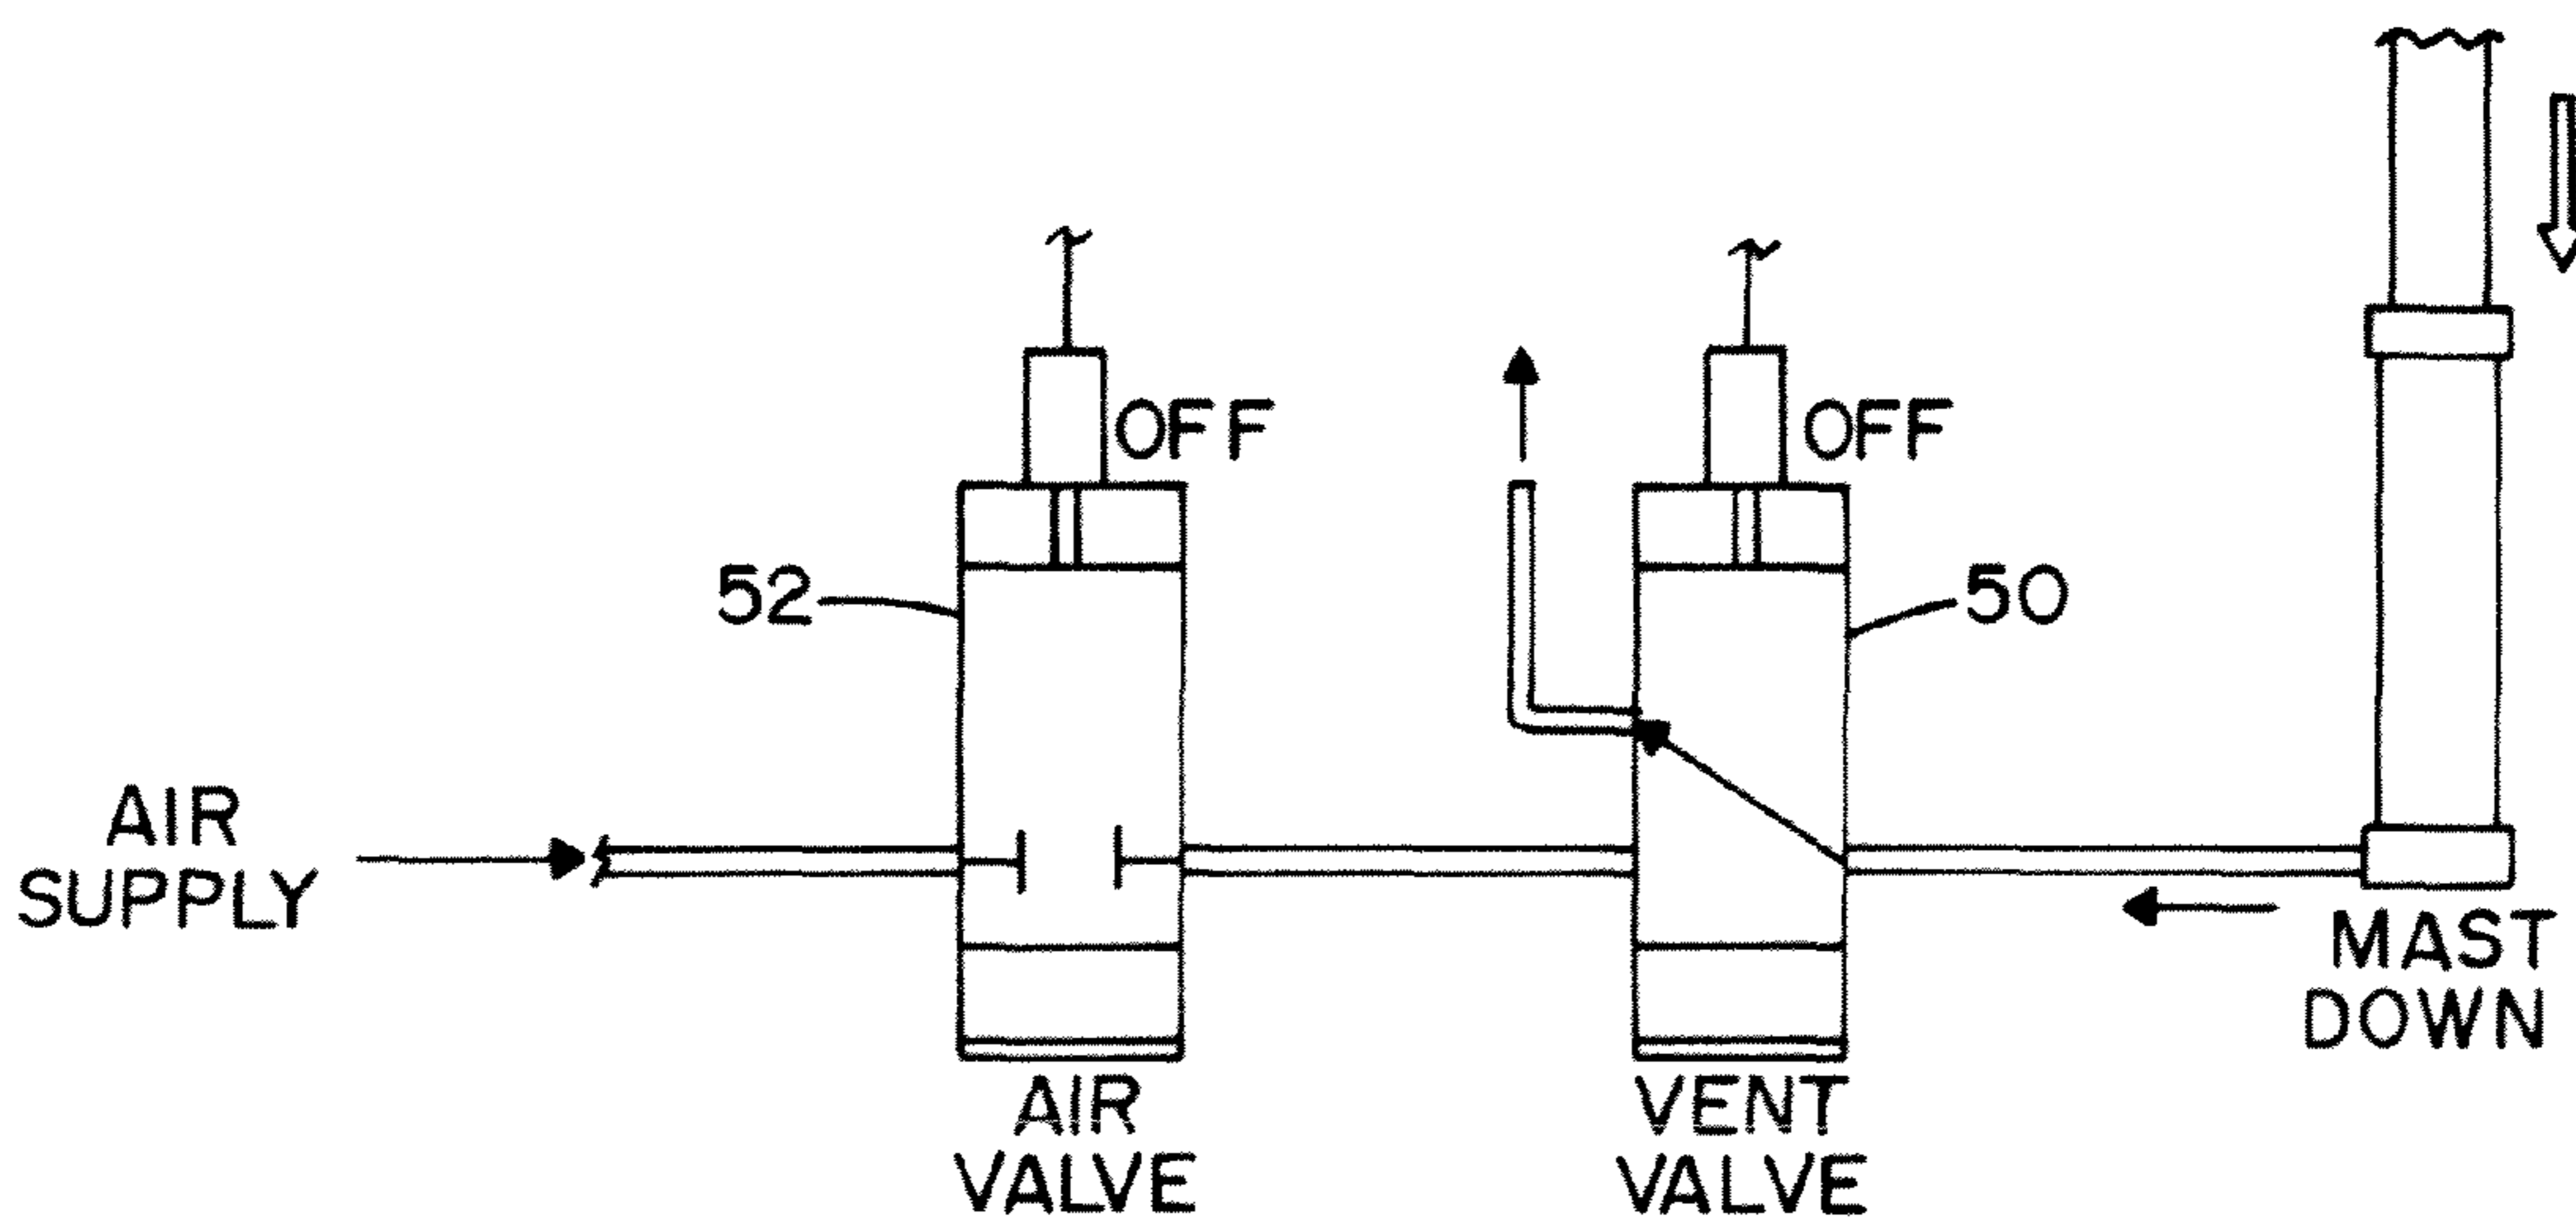 OFF
OFF
52
50
AIR
SUPPLY
MAST
DOWN
AIR
VALVE
VENT
VALVE